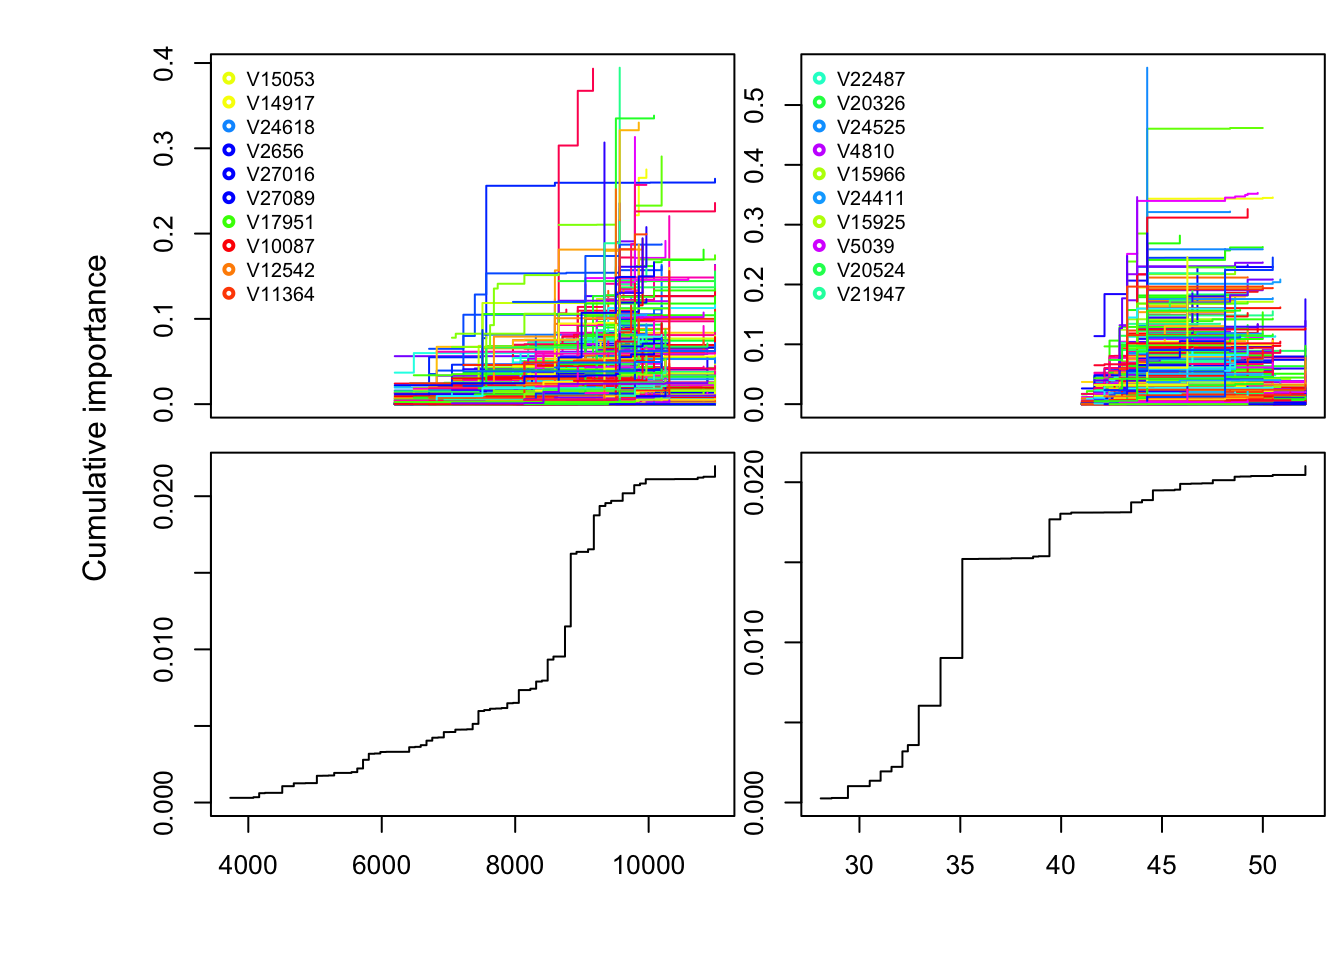 Cumulative importance
0.4
0.3
0.2
0.1
0.0
V15053
V14917
V24618
V2656
V27016
V27089
V17951
V10087
V12542
V11364
0.5
0.4
0.3
0.2
0.1
0.0
V22487
V20326
V24525
V4810
V15966
V24411
V15925
V5039
V20524
V21947
0.020
0.010
0.000
4000 6000 8000 10000
0.020
0.010
0.000
30 35 40 45 50